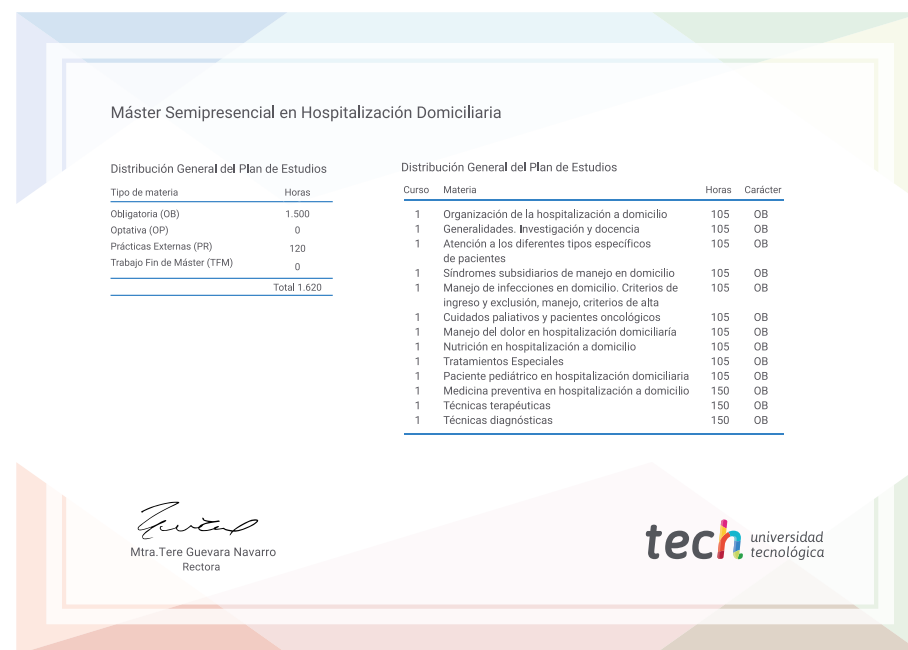 Máster Semipresencial en Hospitalización Domiciliaria
Distribución General del Plan de Estudios
Tipo de materia Horas
Obligatoria (OB) 1.500
Optativa (OP) 0
Prácticas Externas (PR) 120
Trabajo Fin de Máster (TFM) 0
Total 1.620
Distribución General del Plan de Estudios
Curso Materia Horas Carácter
1 Organización de la hospitalización a domicilio 105 OB
1 Generalidades. Investigación y docencia 105 OB
1 Atención a los diferentes tipos específicos 105 OB
de pacientes
1 Síndromes subsidiarios de manejo en domicilio 105 OB
1 Manejo de infecciones en domicilio. Criterios de 105 OB
ingreso y exclusión, manejo, criterios de alta
1 Cuidados paliativos y pacientes oncológicos 105 OB
1 Manejo del dolor en hospitalización domiciliaría 105 OB
1 Nutrición en hospitalización a domicilio 105 OB
1 Tratamientos Especiales 105 OB
1 Paciente pediátrico en hospitalización domiciliaria 105 OB
1 Medicina preventiva en hospitalización a domicilio 150 OB
1 Técnicas terapéuticas 150 OB
1 Técnicas diagnósticas 150 OB
Mtra.Tere Guevara Navarro
Rectora
tech universidad
tecnológica